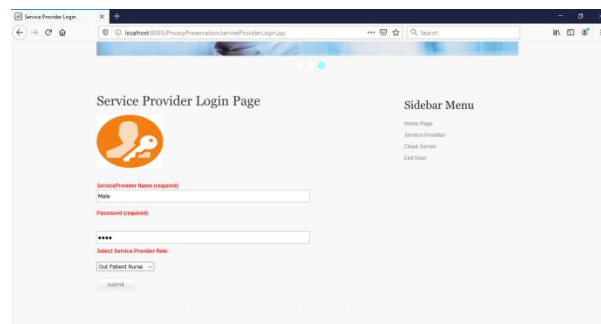 Service Provider Login
localhost:8085/PrivacyPreservation/serviceProviderLogin.jsp
Search
Service Provider Login Page
Sidebar Menu
Home Page
Service Provider
Cloud Server
End User
ServiceProvider Name (required)
Mala
Password (required)
••••
Select Service Provider Role
Out Patient Nurse
submit